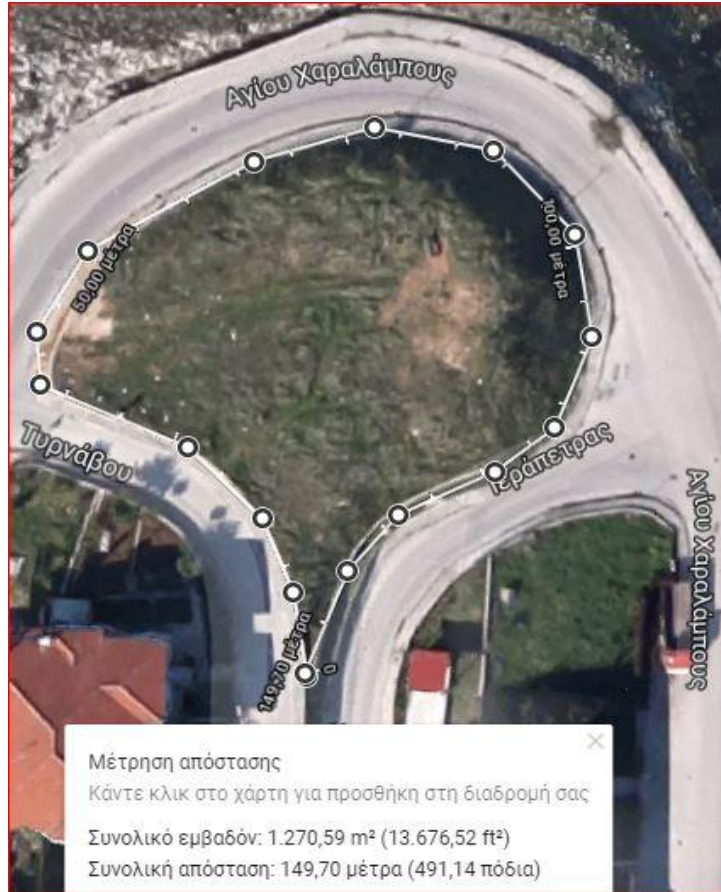 Αγίου Χαραλάμπους
50,00 μέτρα
100,00 μέτρα
Τυρνάβου
Ιεράπετρας
Αγίου Χαραλάμπους
149,70 μέτρα
0
Μέτρηση απόστασης
Κάντε κλικ στο χάρτη για προσθήκη στη διαδρομή σας
Συνολικό εμβαδόν: 1.270,59 m² (13.676,52 ft²)
Συνολική απόσταση: 149,70 μέτρα (491,14 πόδια)